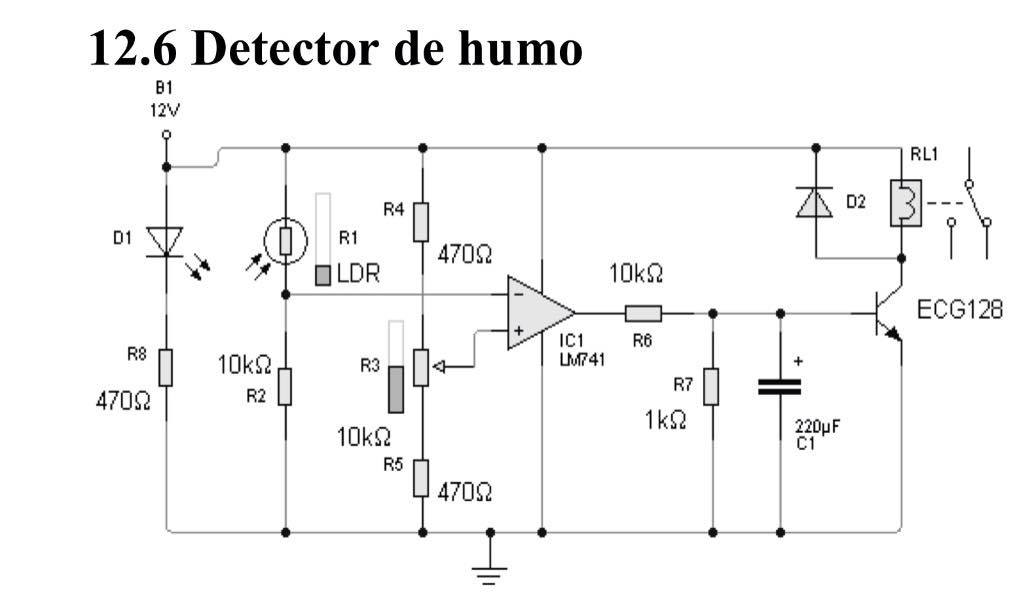 12.6 Detector de humo
B1
12V
RL1
D1
R1
LDR
R4
470Ω
D2
10kΩ
R6
ECG128
-
+
IC1
LM741
R8
470Ω
10kΩ
R2
R3
10kΩ
R5
470Ω
R7
1kΩ
+
220µF
C1